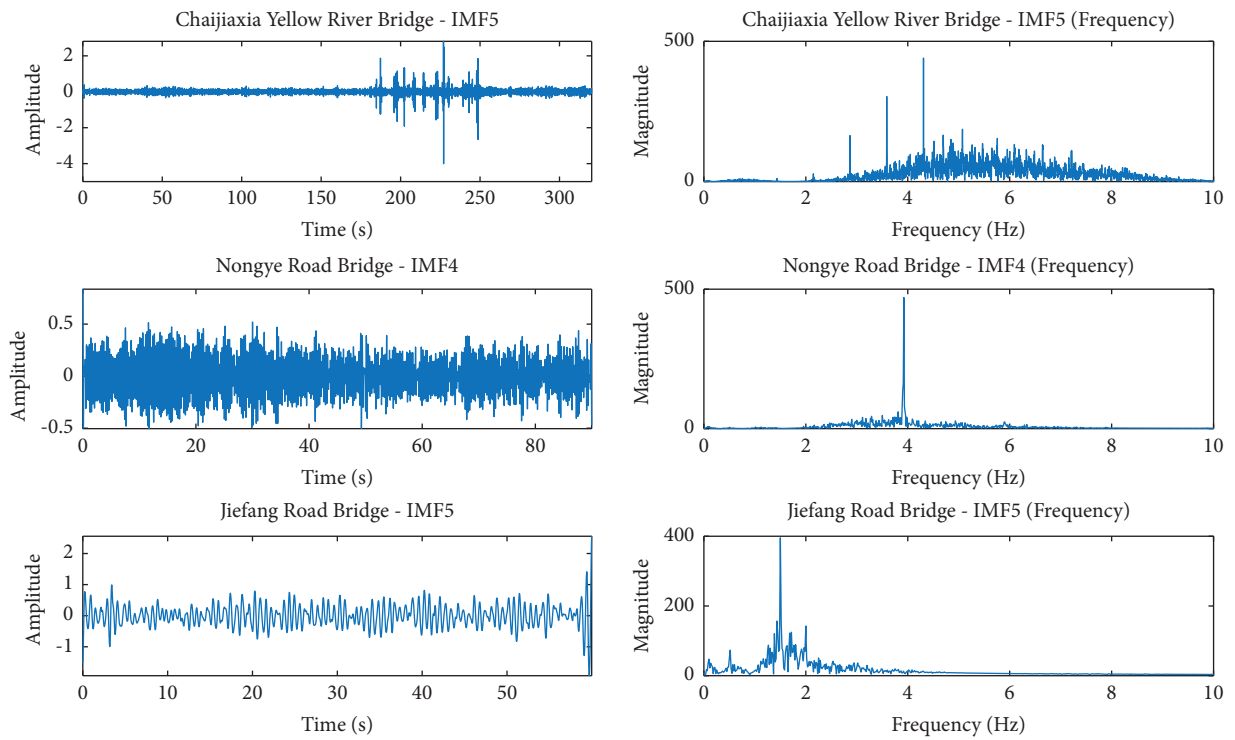 Chaijiaxia Yellow River Bridge - IMF5
2
0
-2
-4
Amplitude
0 50 100 150 200 250 300
Time (s)
Chaijiaxia Yellow River Bridge - IMF5 (Frequency)
500
0
Magnitude
0 2 4 6 8 10
Frequency (Hz)
Nongye Road Bridge - IMF4
0.5
0
-0.5
Amplitude
0 20 40 60 80
Time (s)
Nongye Road Bridge - IMF4 (Frequency)
500
0
Magnitude
0 2 4 6 8 10
Frequency (Hz)
Jiefang Road Bridge - IMF5
2
1
0
-1
Amplitude
0 10 20 30 40 50
Time (s)
Jiefang Road Bridge - IMF5 (Frequency)
400
200
0
Magnitude
0 2 4 6 8 10
Frequency (Hz)